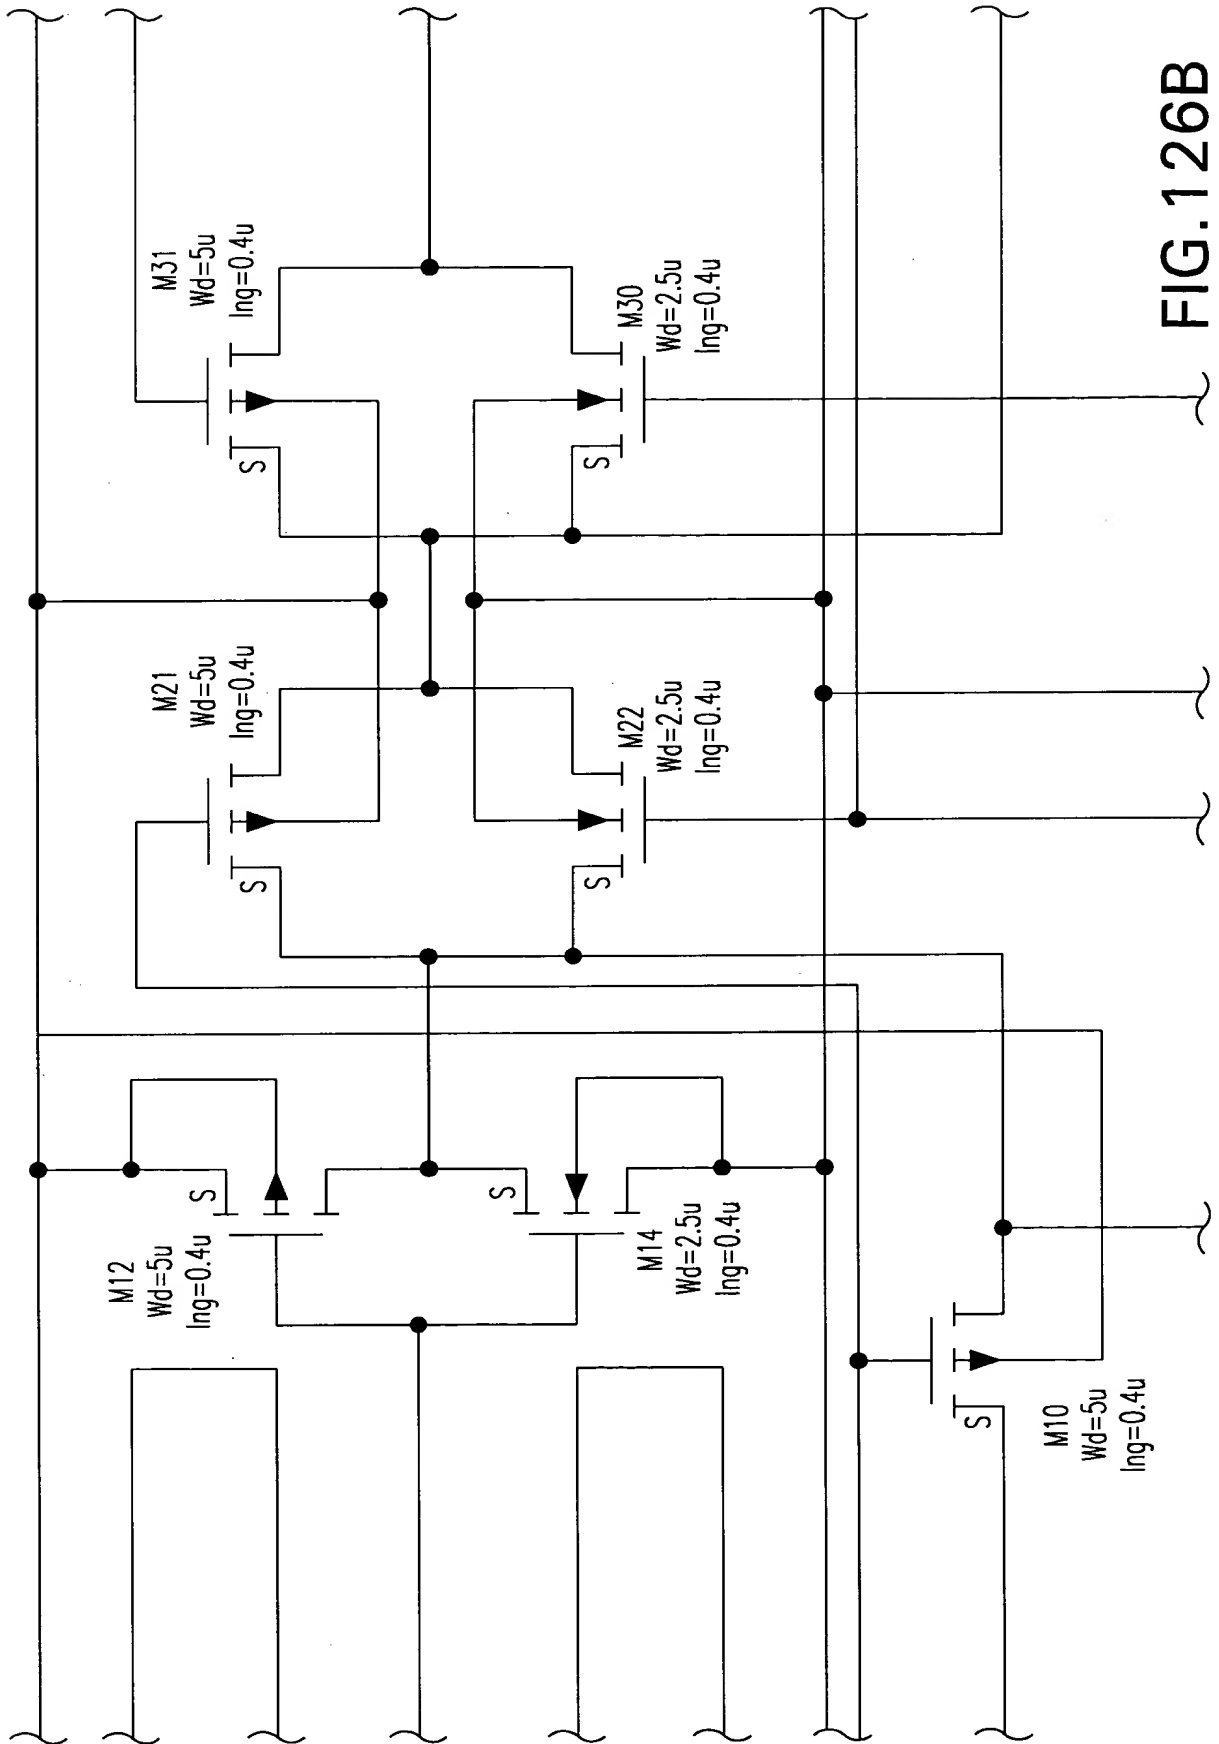 M12
Wd=5u
lng=0.4u
S
M21
Wd=5u
lng=0.4u
S
M31
Wd=5u
lng=0.4u
S
M14
Wd=2.5u
lng=0.4u
S
M22
Wd=2.5u
lng=0.4u
S
M30
Wd=2.5u
lng=0.4u
S
M10
Wd=5u
lng=0.4u
S
FIG.126B